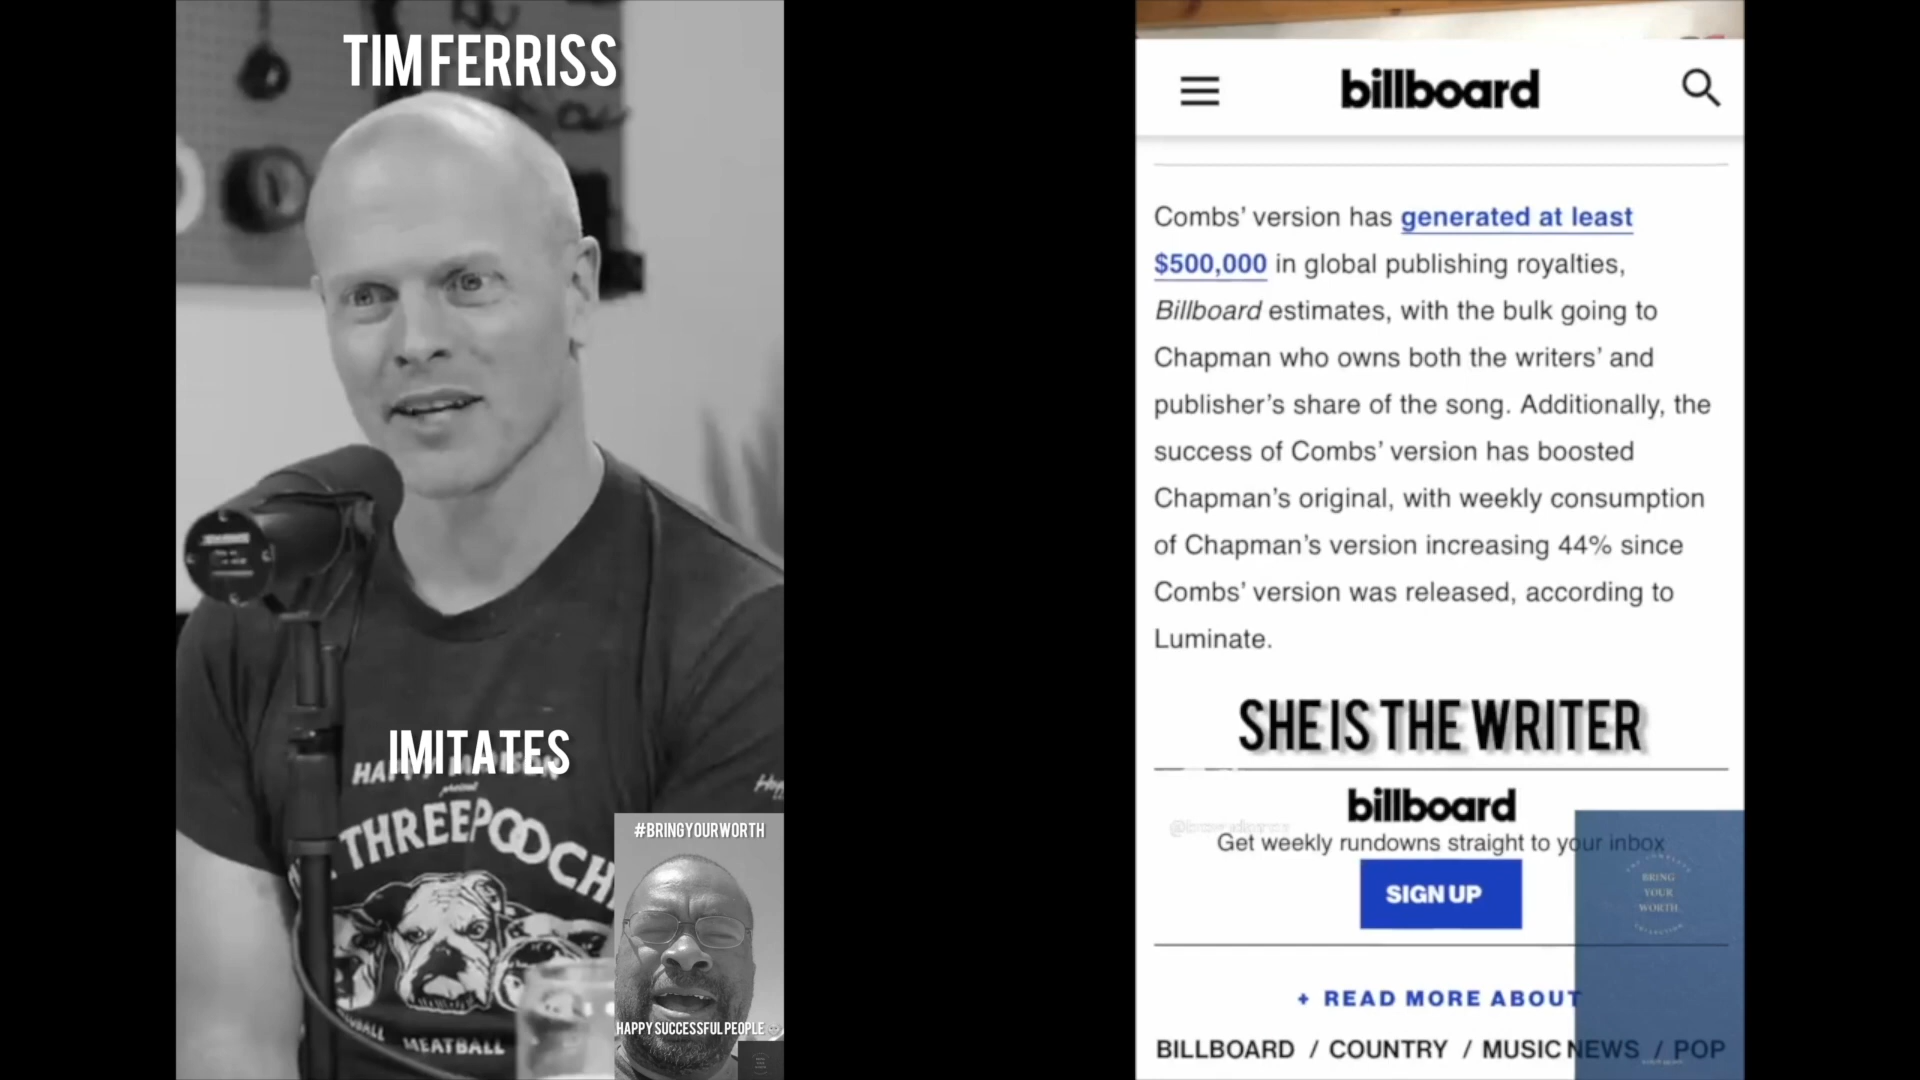 TIM FERRISS
IMITATES
THREE POOCH
MEATBALL
#BRINGYOURWORTH
HAPPY SUCCESSFUL PEOPLE
billboard
Combs’ version has generated at least
$500,000 in global publishing royalties,
Billboard estimates, with the bulk going to
Chapman who owns both the writers’ and
publisher’s share of the song. Additionally, the
success of Combs’ version has boosted
Chapman’s original, with weekly consumption
of Chapman’s version increasing 44% since
Combs’ version was released, according to
Luminate.
SHE IS THE WRITER
billboard
Get weekly rundowns straight to your inbox
SIGN UP
BRING
YOUR
WORTH
+ READ MORE ABOUT
BILLBOARD / COUNTRY / MUSIC NEWS / POP